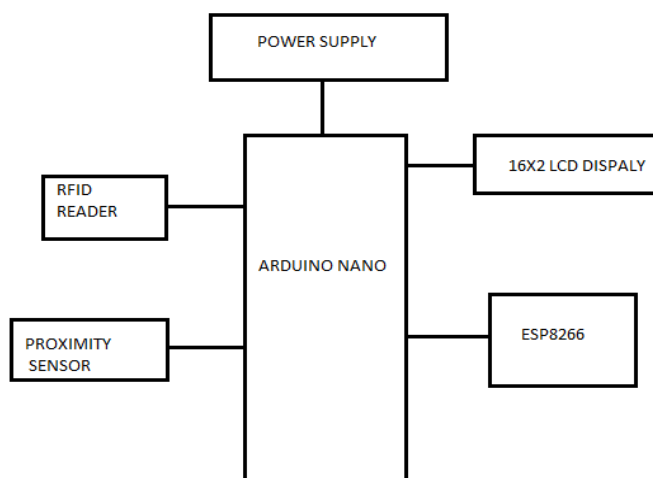 POWER SUPPLY
16X2 LCD DISPALY
RFID
READER
ARDUINO NANO
ESP8266
PROXIMITY
SENSOR